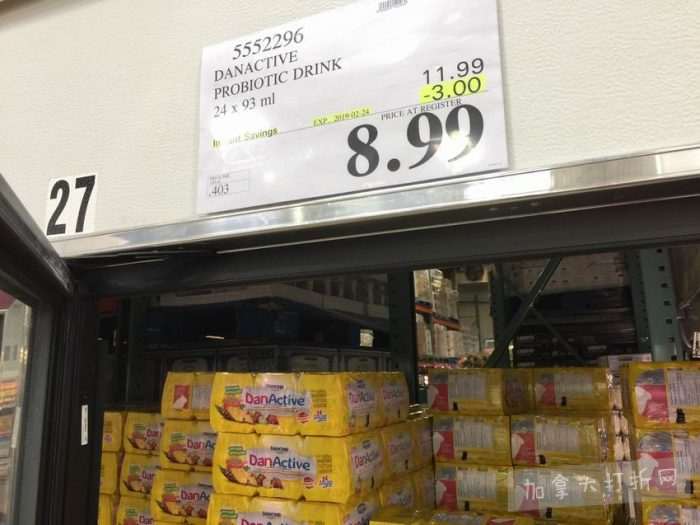 5552296
DANACTIVE
PROBIOTIC DRINK
24 x 93 ml
11.99
-3.00
EXP. 2019-02-24
PRICE AT REGISTER
Instant Savings
8.99
.403
27
DanActive
DanActive
DanActive
DanActive
DanActive
加拿大打折网